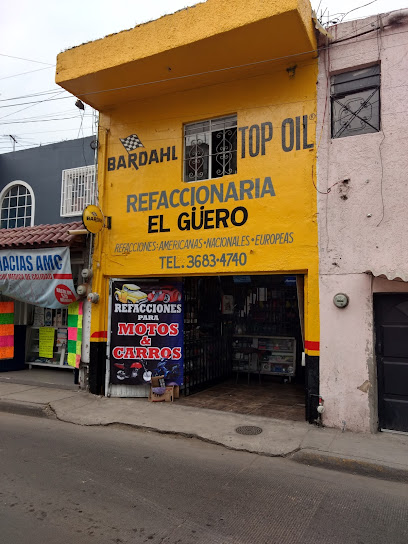 BARDAHL
TOP OIL
REFACCIONARIA
EL GÜERO
REFACCIONES•AMERICANAS•NACIONALES•EUROPEAS
TEL. 3683-4740
ACIAS AMC
REFACCIONES
PARA
MOTOS
&
CARROS